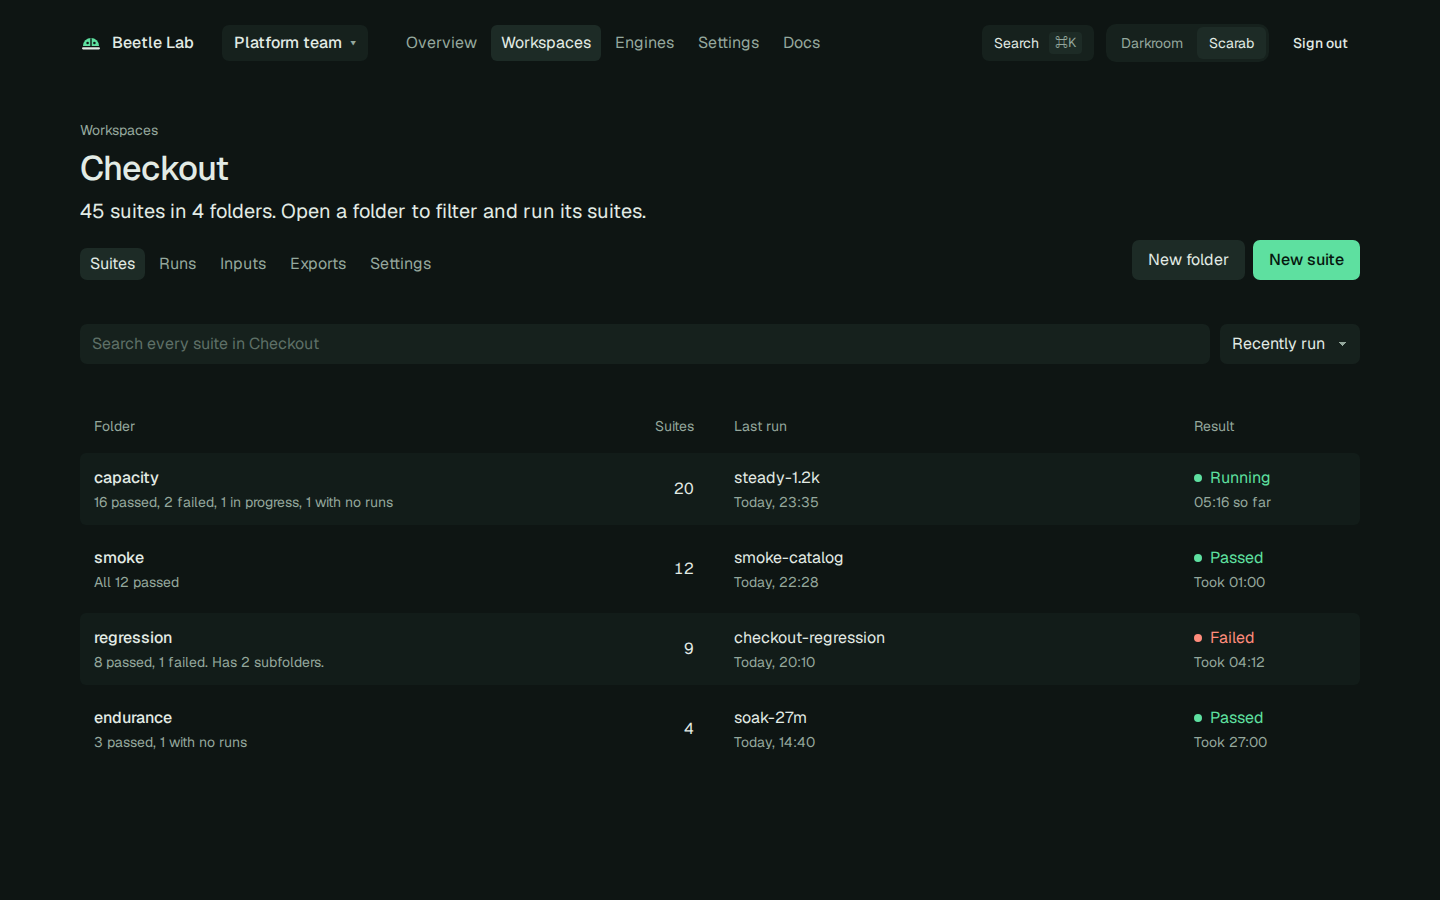 Beetle Lab Platform team Overview Workspaces Engines Settings Docs Search ⌘K Darkroom Scarab Sign out
Workspaces
Checkout
45 suites in 4 folders. Open a folder to filter and run its suites.
Suites Runs Inputs Exports Settings New folder New suite
Search every suite in Checkout Recently run
Folder Suites Last run Result
capacity 20 steady-1.2k Running
16 passed, 2 failed, 1 in progress, 1 with no runs Today, 23:35 05:16 so far
smoke 12 smoke-catalog Passed
All 12 passed Today, 22:28 Took 01:00
regression 9 checkout-regression Failed
8 passed, 1 failed. Has 2 subfolders. Today, 20:10 Took 04:12
endurance 4 soak-27m Passed
3 passed, 1 with no runs Today, 14:40 Took 27:00